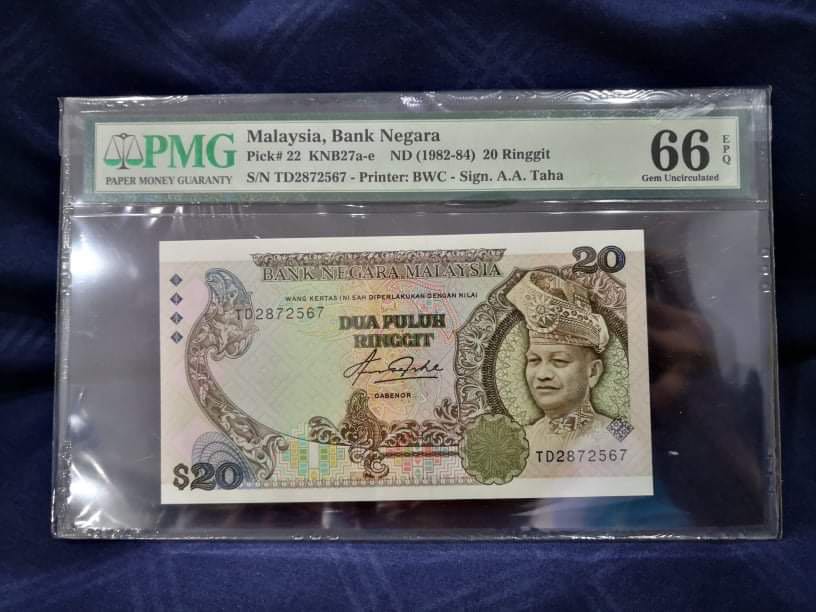 PMG
PAPER MONEY GUARANTY
Malaysia, Bank Negara
Pick# 22 KNB27a-e ND (1982-84) 20 Ringgit
S/N TD2872567 - Printer: BWC - Sign. A.A. Taha
66
EPQ
Gem Uncirculated
20
BANK NEGARA MALAYSIA
WANG KERTAS INI SAH DIPERLAKUKAN DENGAN NILAI
TD2872567
DUA PULUH
RINGGIT
GABENOR
TD2872567
$20